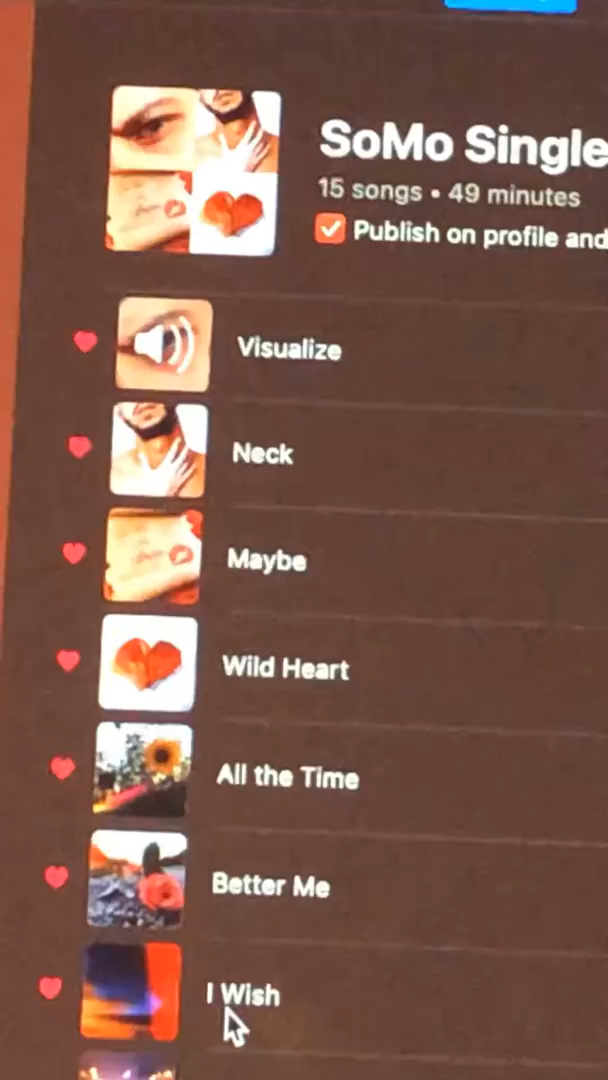 SoMo Single
15 songs • 49 minutes
Publish on profile and
Visualize
Neck
Maybe
Wild Heart
All the Time
Better Me
I Wish